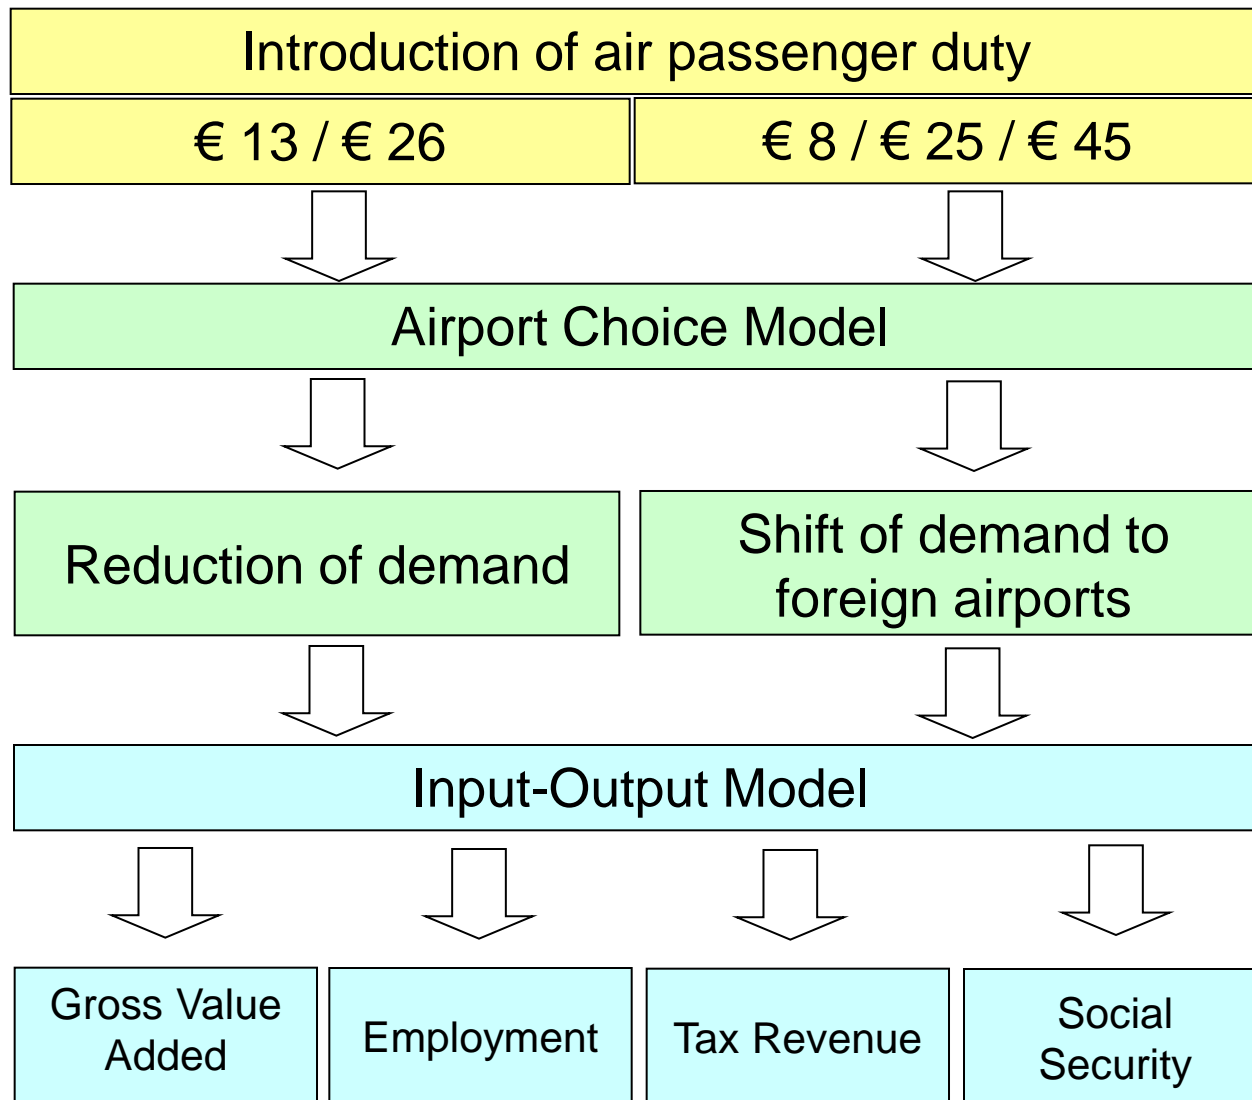 Introduction of air passenger duty
€ 13 / € 26
€ 8 / € 25 / € 45
Airport Choice Model
Reduction of demand
Shift of demand to
foreign airports
Input-Output Model
Gross Value
Added
Employment
Tax Revenue
Social
Security